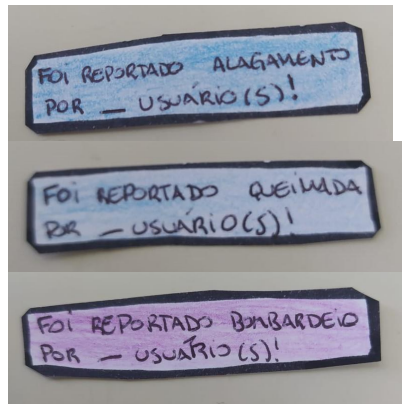 FOI REPORTADO ALAGAMENTO
POR _ USUÁRIO(S)!
FOI REPORTADO QUEIMADA
POR _ USUÁRIO(S)!
FOI REPORTADO BOMBARDEIO
POR _ USUÁRIO(S)!